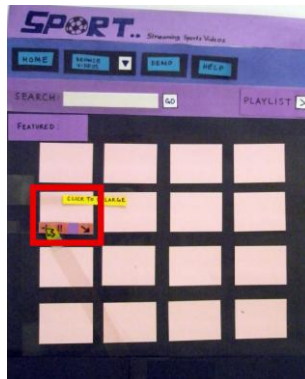 SPORT.. Streaming Sports Videos
HOME BROWSE VIDEOS DEMO HELP
SEARCH: GO PLAYLIST
FEATURED:
CLICK TO ENLARGE